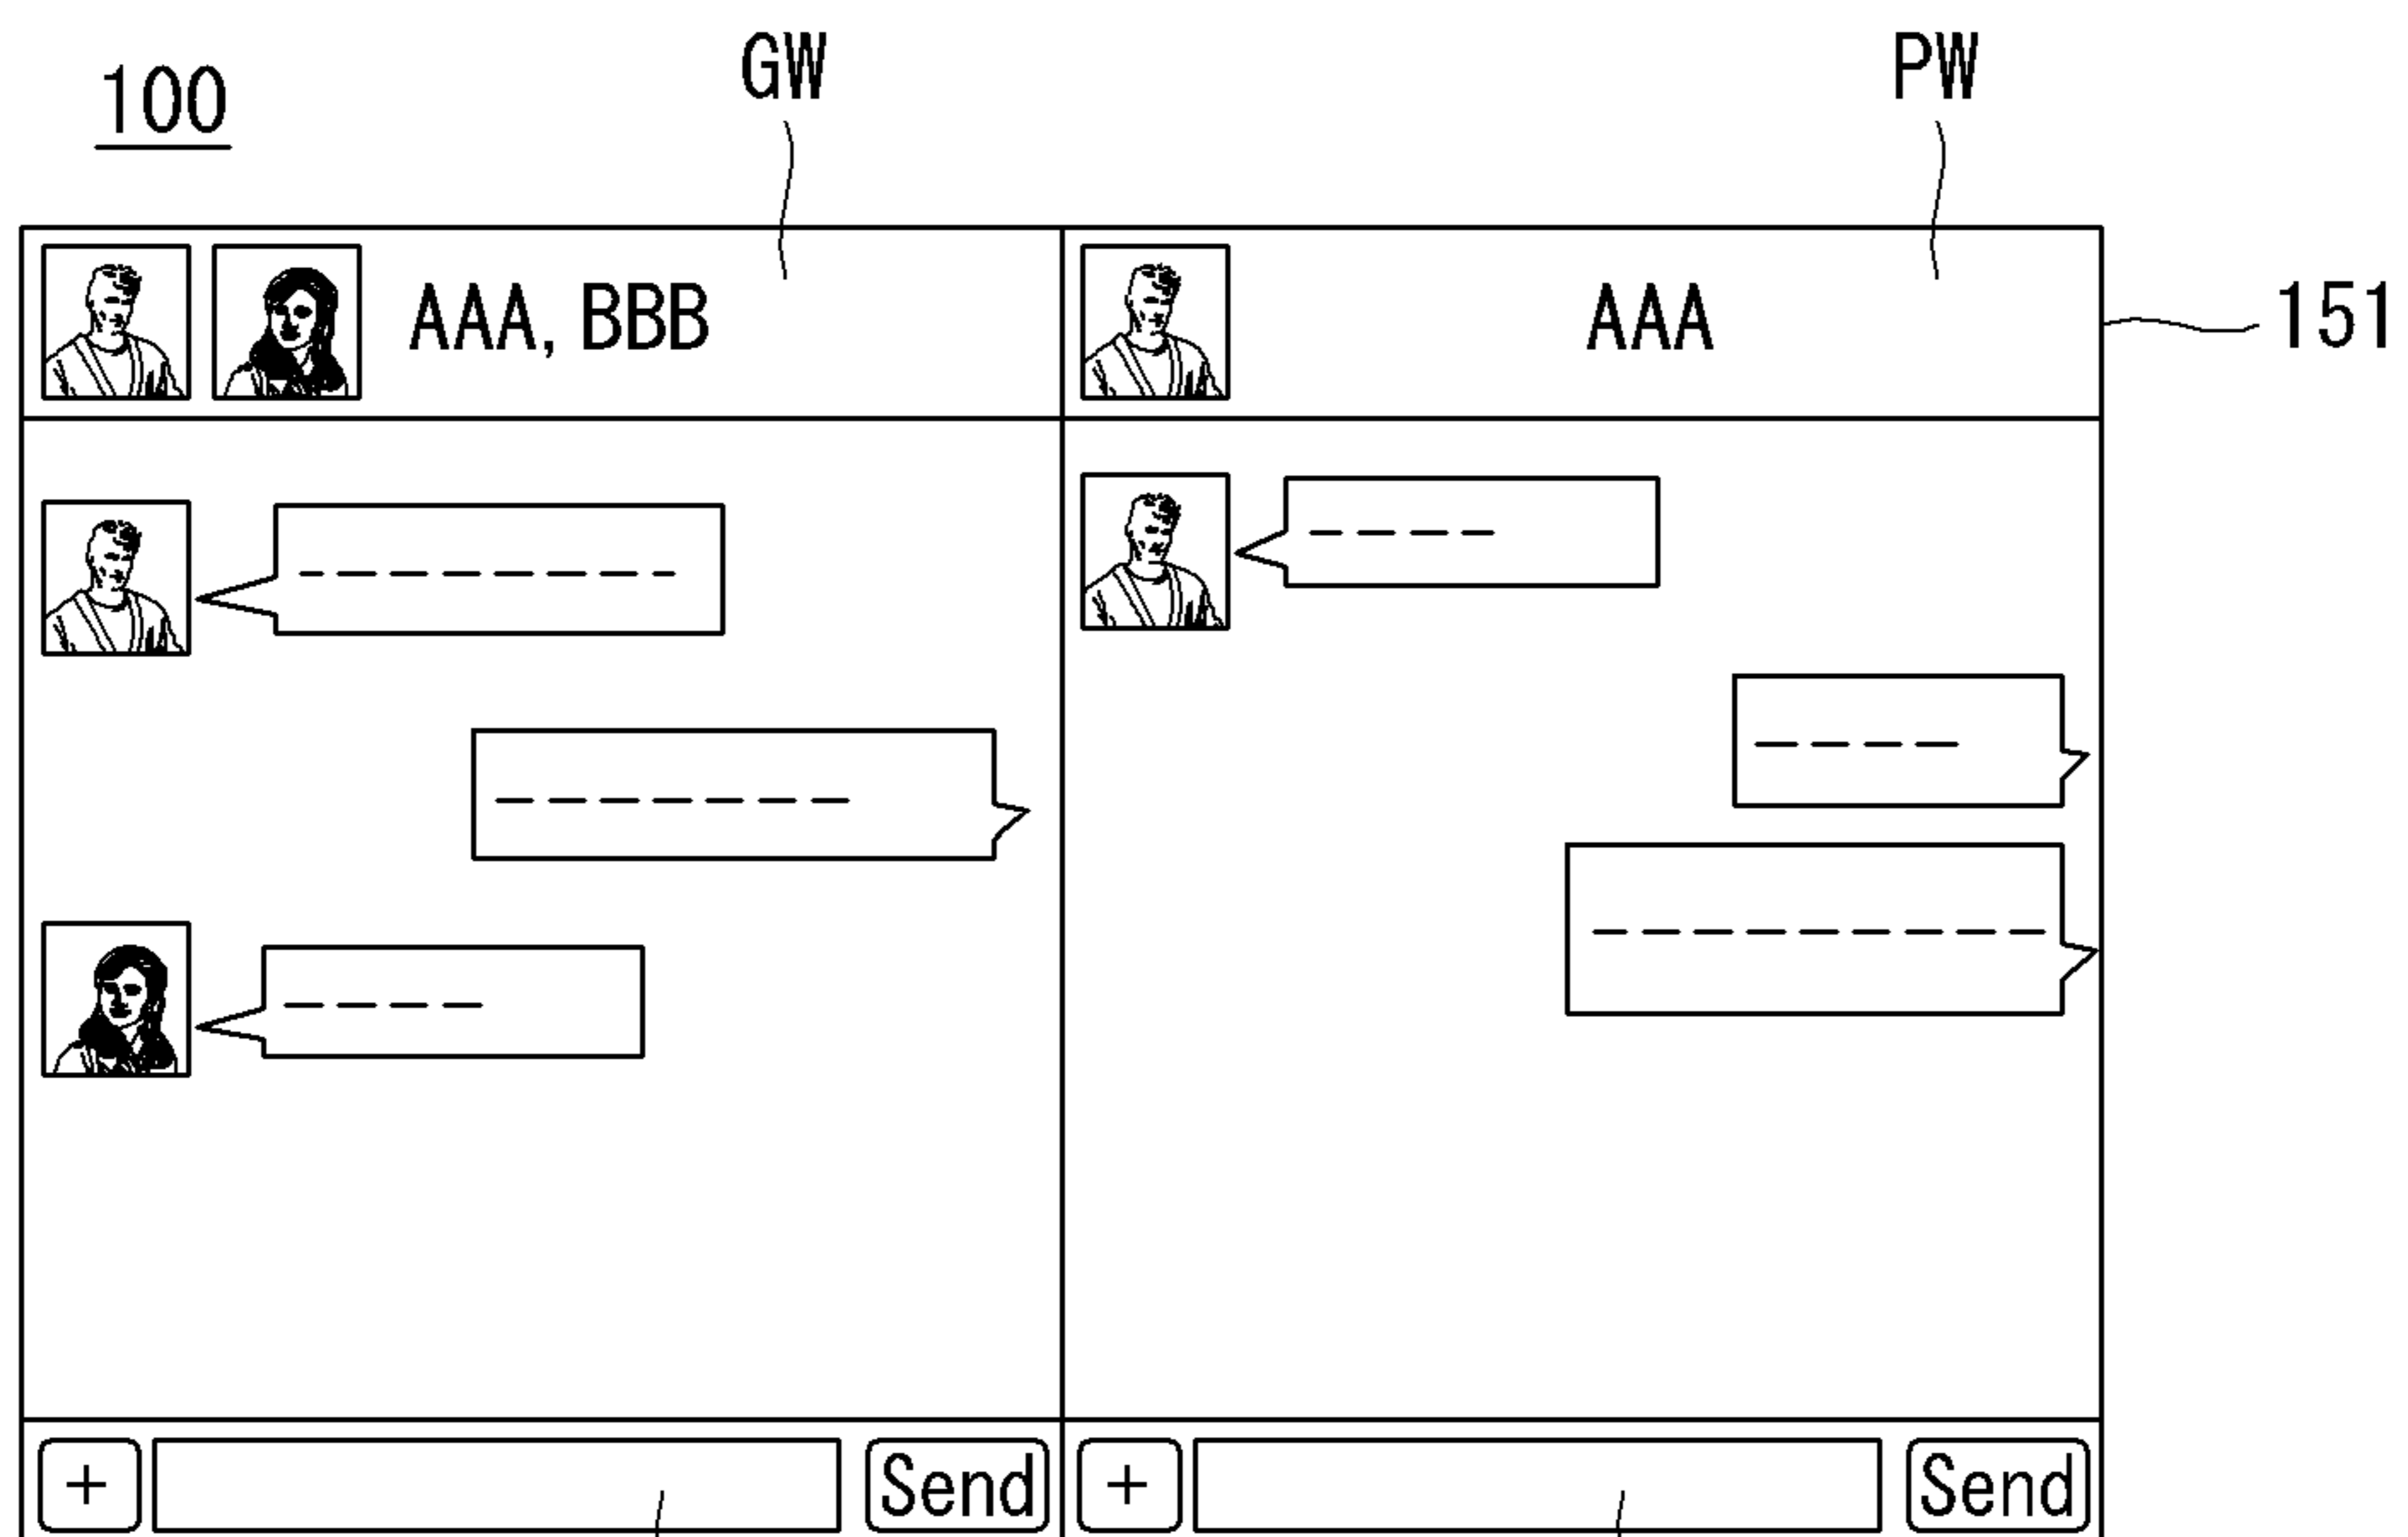 100
GW
PW
AAA, BBB
AAA
151
+
Send
+
Send